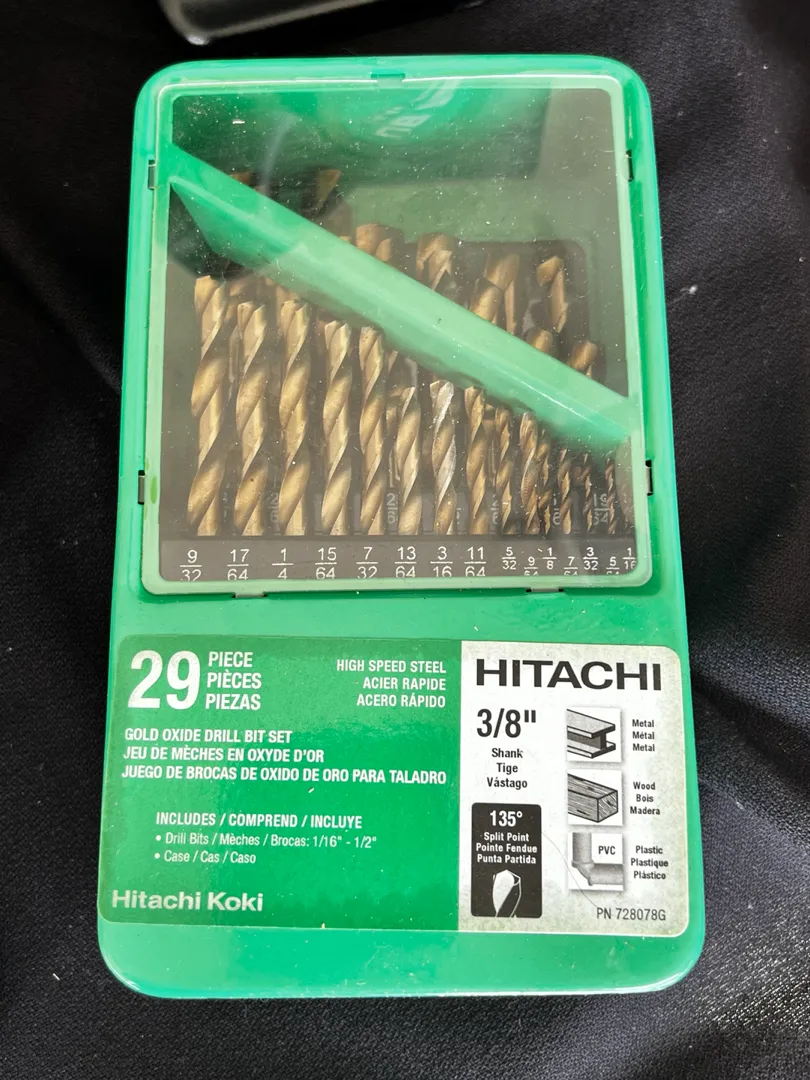 9/32 17/64 1/4 15/64 7/32 13/64 3/16 11/64 5/32 9/64 1/8 7/64 3/32 5/64 1/16
29 PIECE
PIÈCES
PIEZAS
HIGH SPEED STEEL
ACIER RAPIDE
ACERO RÁPIDO
GOLD OXIDE DRILL BIT SET
JEU DE MÈCHES EN OXYDE D'OR
JUEGO DE BROCAS DE OXIDO DE ORO PARA TALADRO
INCLUDES / COMPREND / INCLUYE
• Drill Bits / Mèches / Brocas: 1/16" - 1/2"
• Case / Cas / Caso
Hitachi Koki
HITACHI
3/8"
Shank
Tige
Vástago
135°
Split Point
Pointe Fendue
Punta Partida
Metal
Métal
Metal
Wood
Bois
Madera
PVC
Plastic
Plastique
Plástico
PN 728078G